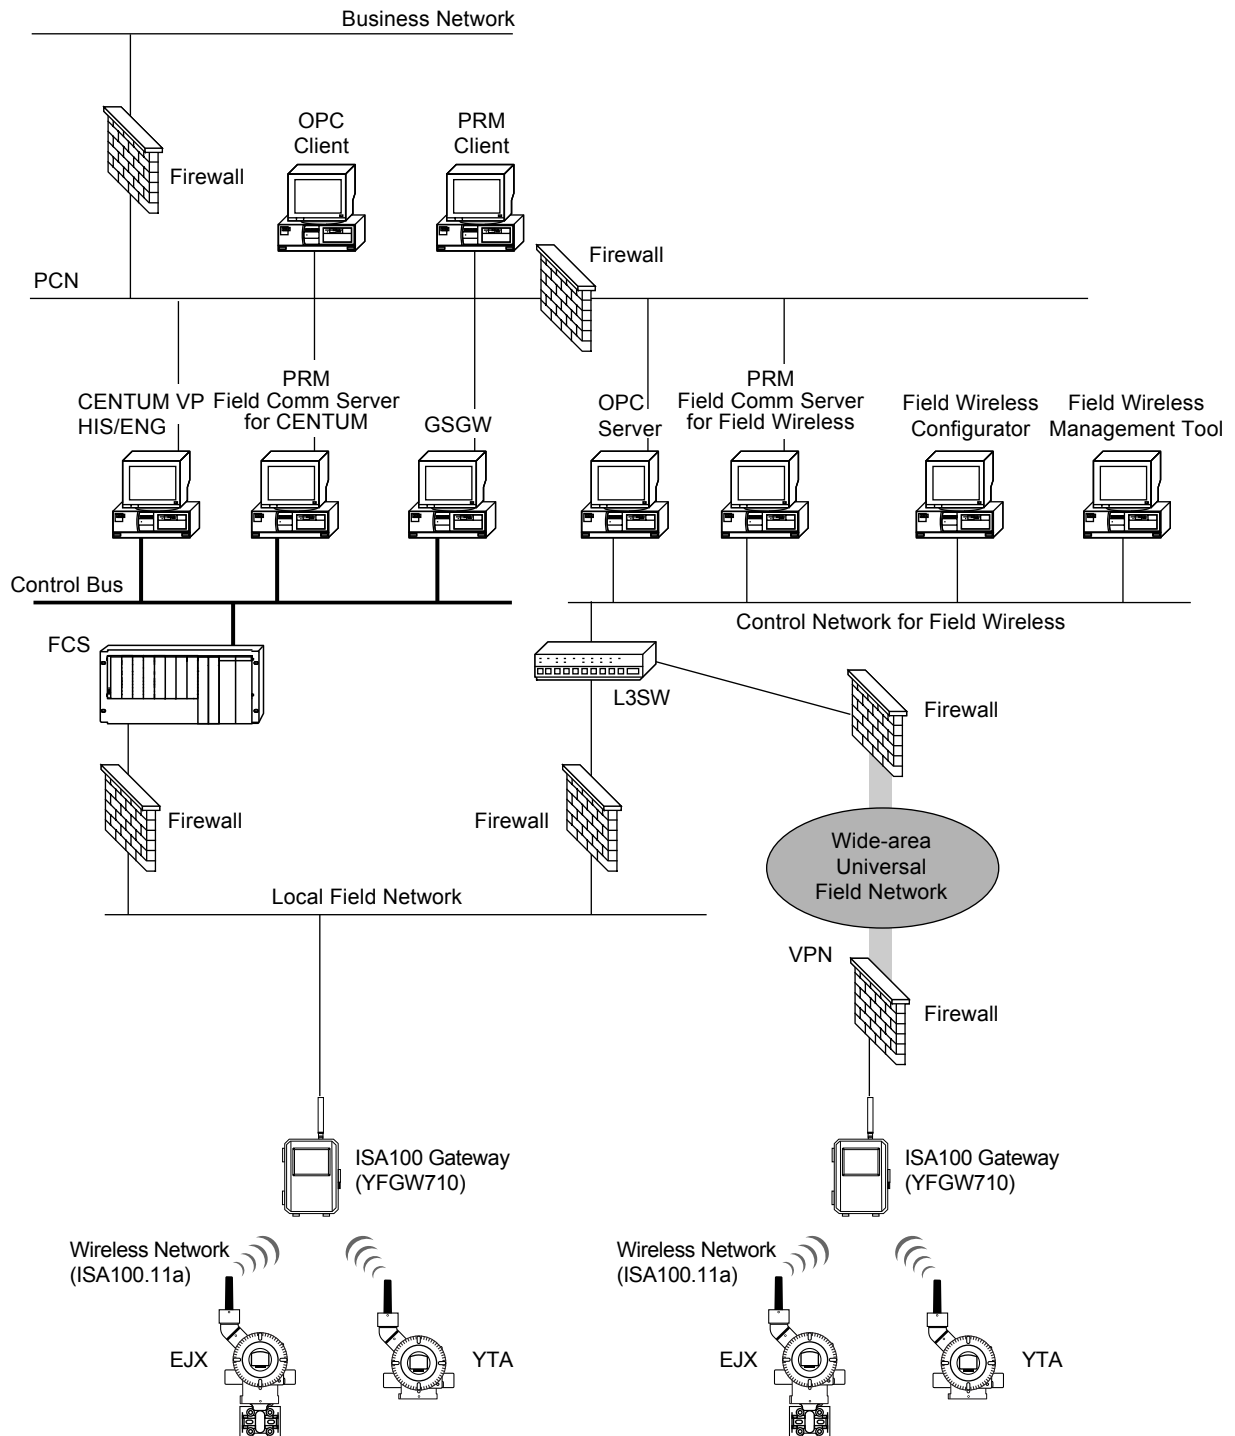 Business Network
OPC
Client
PRM
Client
Firewall
Firewall
PCN
CENTUM VP
HIS/ENG
PRM
Field Comm Server
for CENTUM
GSGW
OPC
Server
PRM
Field Comm Server
for Field Wireless
Field Wireless
Configurator
Field Wireless
Management Tool
Control Bus
Control Network for Field Wireless
FCS
L3SW
Firewall
Firewall
Firewall
Wide-area
Universal
Field Network
Local Field Network
VPN
Firewall
ISA100 Gateway
(YFGW710)
ISA100 Gateway
(YFGW710)
Wireless Network
(ISA100.11a)
Wireless Network
(ISA100.11a)
EJX
YTA
EJX
YTA